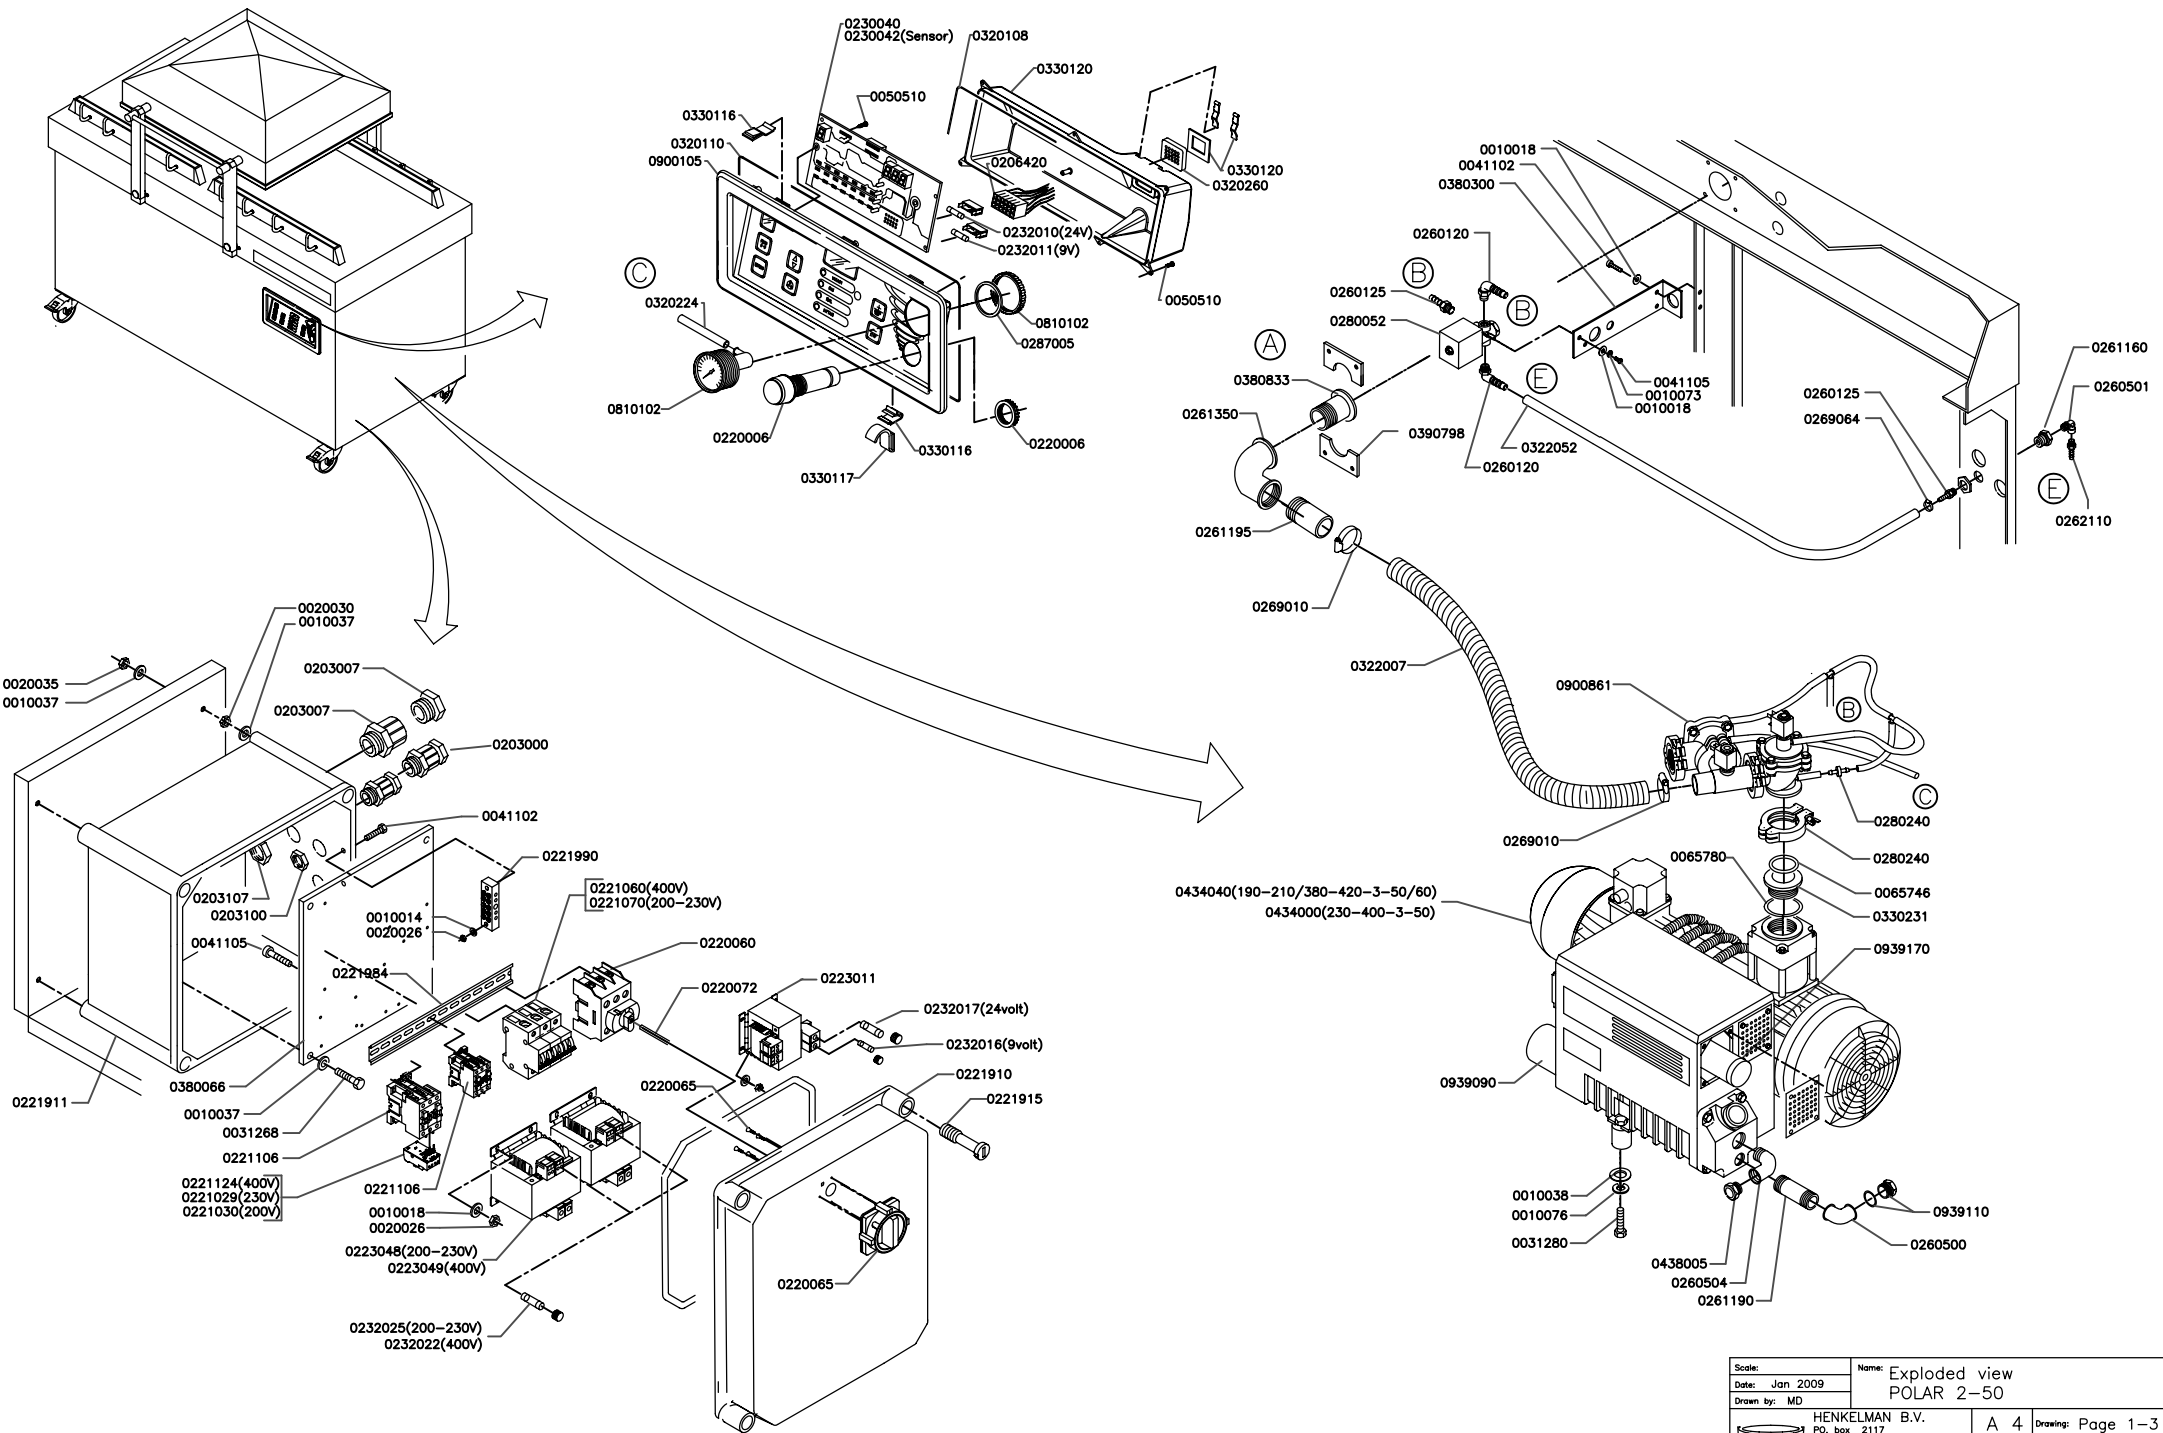 0230040
0230042(Sensor)
0320108
0330120
0050510
0330116
0320110
0900105
0206420
0330120
0320260
0232010(24V)
0232011(9V)
0050510
C
0320224
0810102
0287005
0810102
0220006
0330116
0330117
0220006
0010018
0041102
0380300
0260120
B
0260125
B
0280052
A
0380833
E
0041105
0010073
0010018
0261350
0390798
0322052
0260120
0261160
0260501
0260125
0269064
E
0262110
0261195
0269010
0322007
0900861
B
C
0280240
0269010
0280240
0065780
0065746
0330231
0434040(190-210/380-420-3-50/60)
0434000(230-400-3-50)
0939170
0939090
0010038
0010076
0031280
0438005
0260504
0261190
0939110
0260500
0020030
0010037
0020035
0010037
0203007
0203007
0203000
0041102
0221990
0203107
0203100
0221060(400V)
0221070(200-230V)
0010014
0020026
0041105
0221984
0220060
0220072
0223011
0232017(24volt)
0232016(9volt)
0380066
0221911
0010037
0031268
0221106
0220065
0221910
0221915
0221124(400V)
0221029(230V)
0221030(200V)
0221106
0010018
0020026
0223048(200-230V)
0223049(400V)
0220065
0232025(200-230V)
0232022(400V)
Scale:
Name: Exploded view
POLAR 2-50
Date: Jan 2009
Drawn by: MD
HENKELMAN B.V.
PO. box 2117
A 4
Drawing: Page 1-3